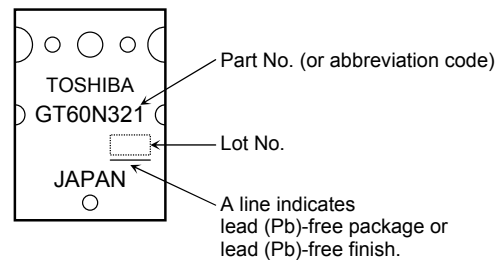 TOSHIBA
GT60N321
JAPAN
Part No. (or abbreviation code)
Lot No.
A line indicates
lead (Pb)-free package or
lead (Pb)-free finish.